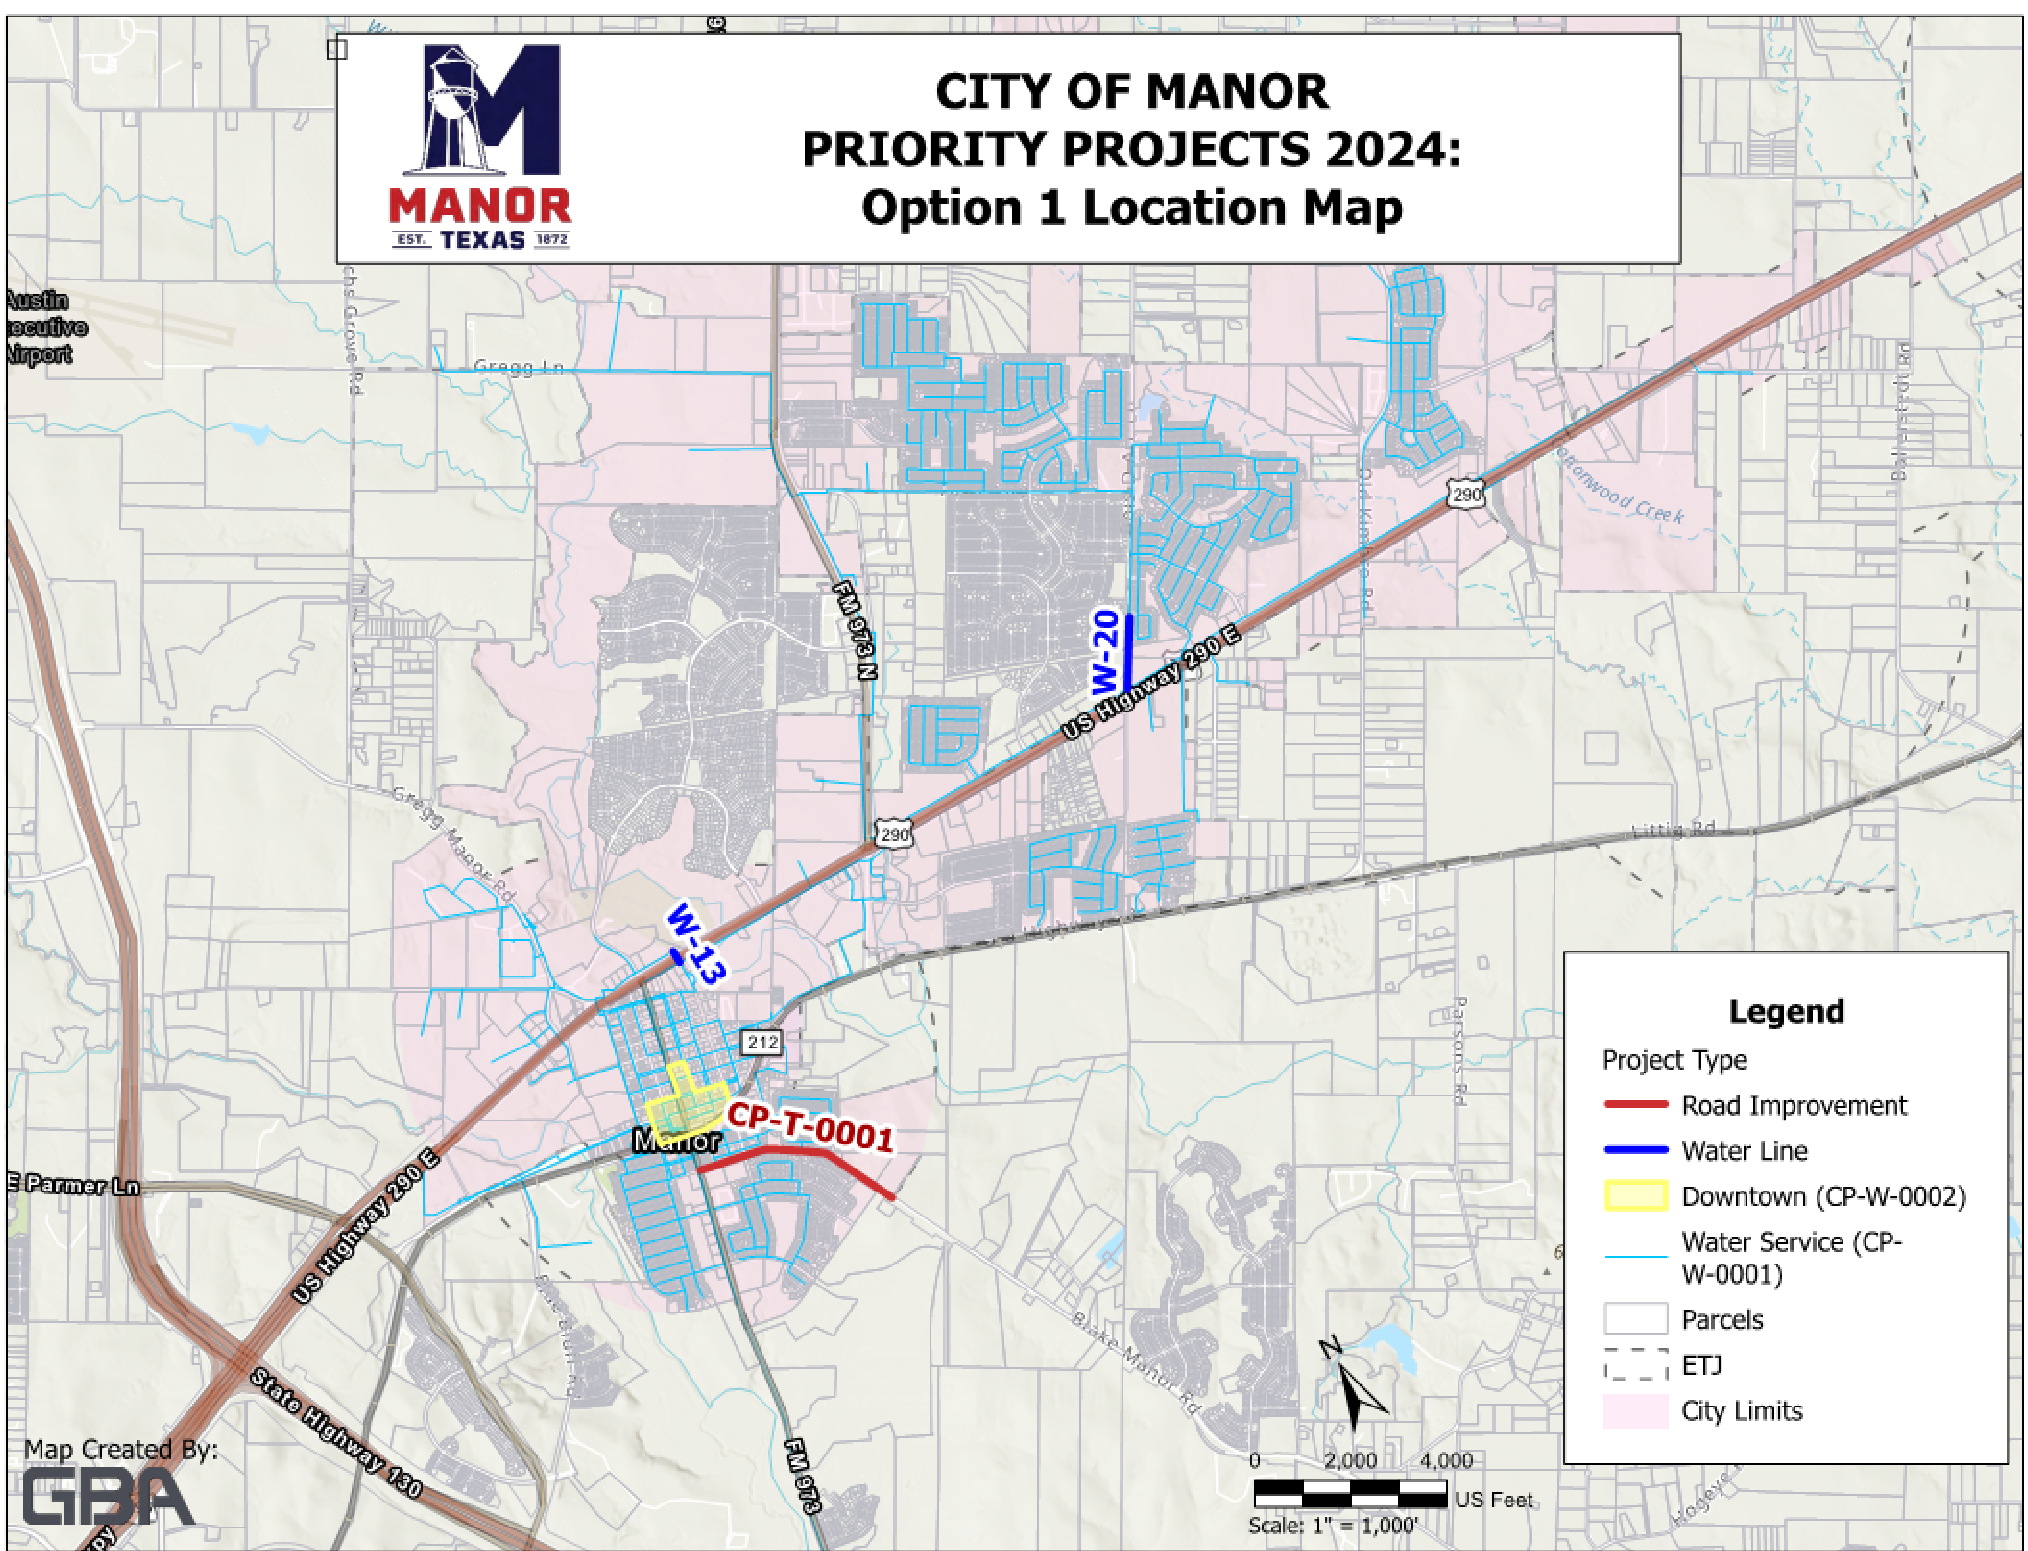 MANOR
EST. TEXAS 1872
CITY OF MANOR
PRIORITY PROJECTS 2024:
Option 1 Location Map
Austin
Airport
Gregg Ln
290
Cottonwood Creek
FM 973 N
W-20
US Highway 290 E
Gregg Manor Rd
290
Littig Rd
W-13
212
Parsons Rd
CP-T-0001
Manor
E Parmer Ln
US Highway 290 E
Blake Manor Rd
State Highway 130
FM 973
Map Created By:
GBA
N
0 2,000 4,000
US Feet
Scale: 1" = 1,000'
Legend
Project Type
Road Improvement
Water Line
Downtown (CP-W-0002)
Water Service (CP-
W-0001)
Parcels
ETJ
City Limits